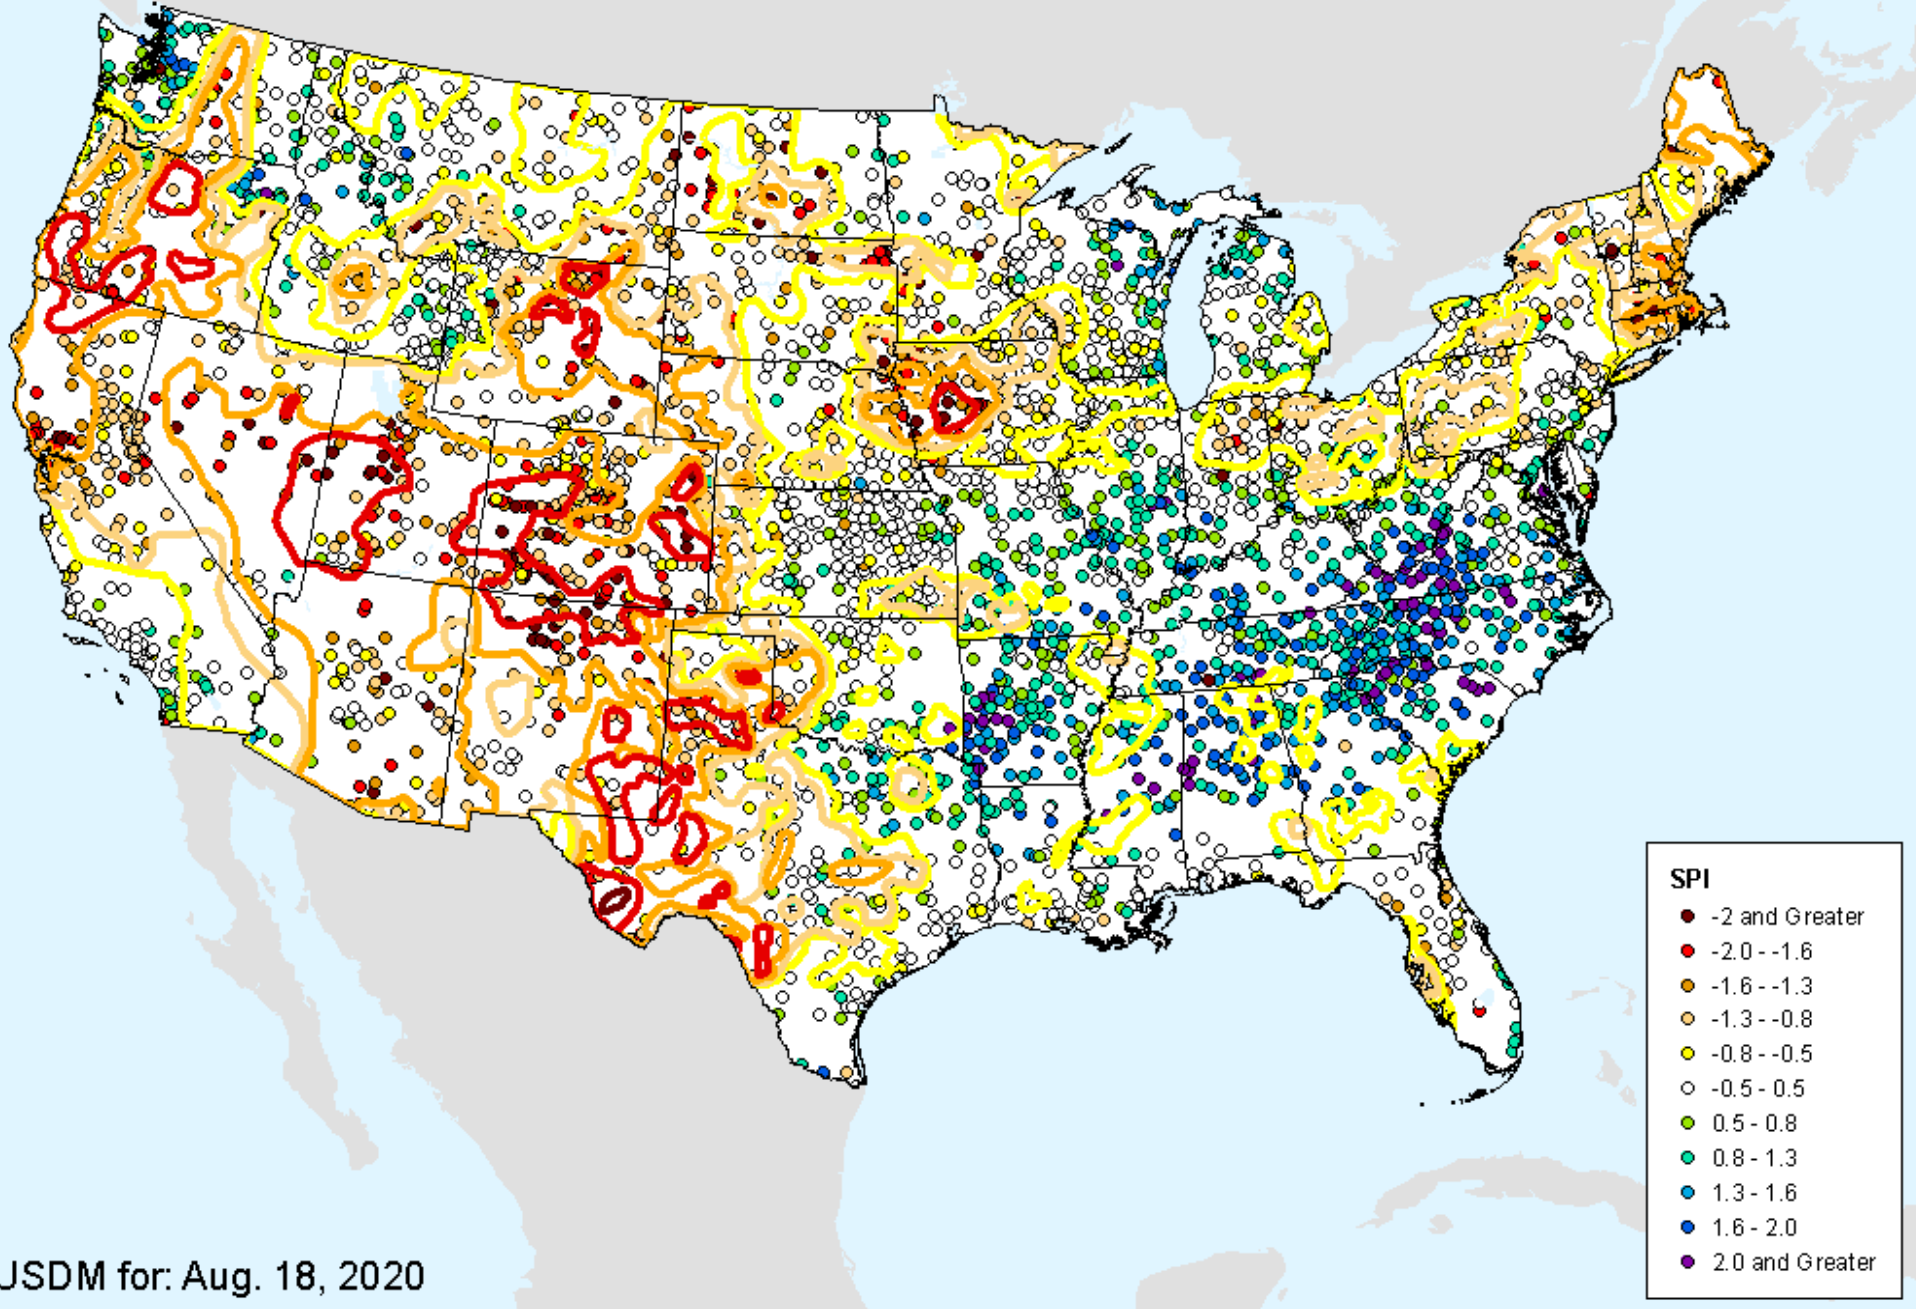 SPI
-2 and Greater
-2.0 - -1.6
-1.6 - -1.3
-1.3 - -0.8
-0.8 - -0.5
-0.5 - 0.5
0.5 - 0.8
0.8 - 1.3
1.3 - 1.6
1.6 - 2.0
2.0 and Greater
USDM for: Aug. 18, 2020